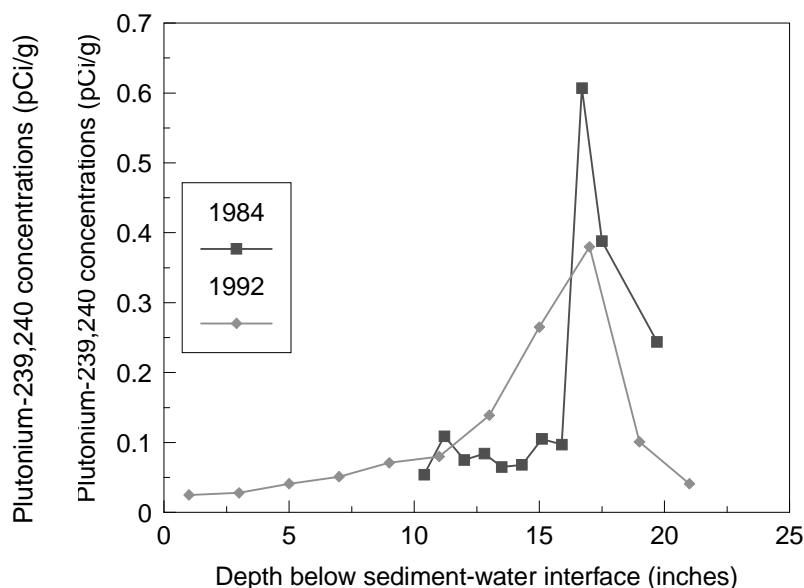 Plutonium-239,240 concentrations (pCi/g)
Plutonium-239,240 concentrations (pCi/g)
0.7
0.6
0.5
0.4
0.3
0.2
0.1
0
1984
1992
0 5 10 15 20 25
Depth below sediment-water interface (inches)